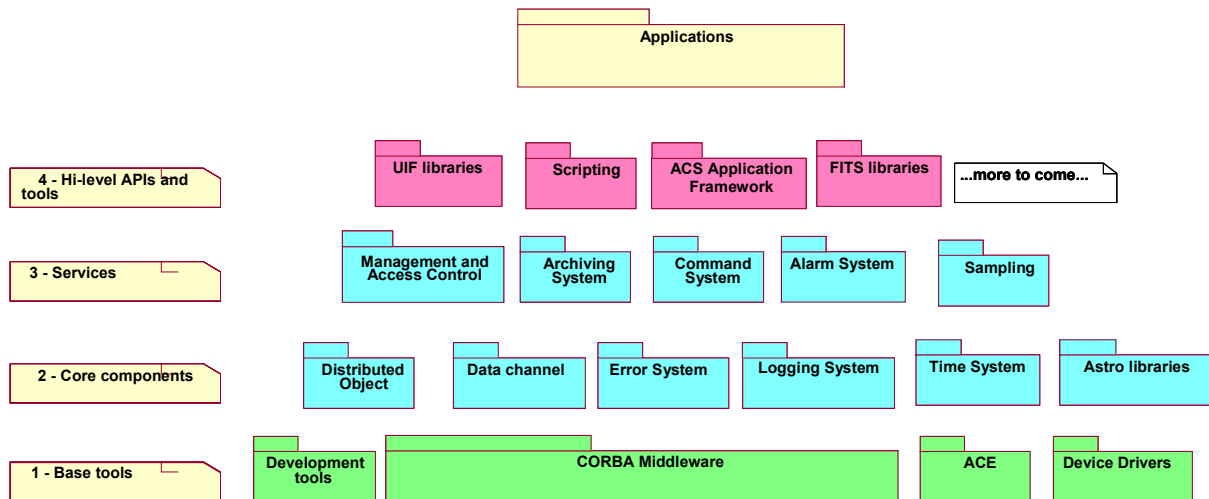 Applications
4 - Hi-level APIs and
tools
UIF libraries
Scripting
ACS Application
Framework
FITS libraries
...more to come...
3 - Services
Management and
Access Control
Archiving
System
Command
System
Alarm System
Sampling
2 - Core components
Distributed
Object
Data channel
Error System
Logging System
Time System
Astro libraries
1 - Base tools
Development
tools
CORBA Middleware
ACE
Device Drivers